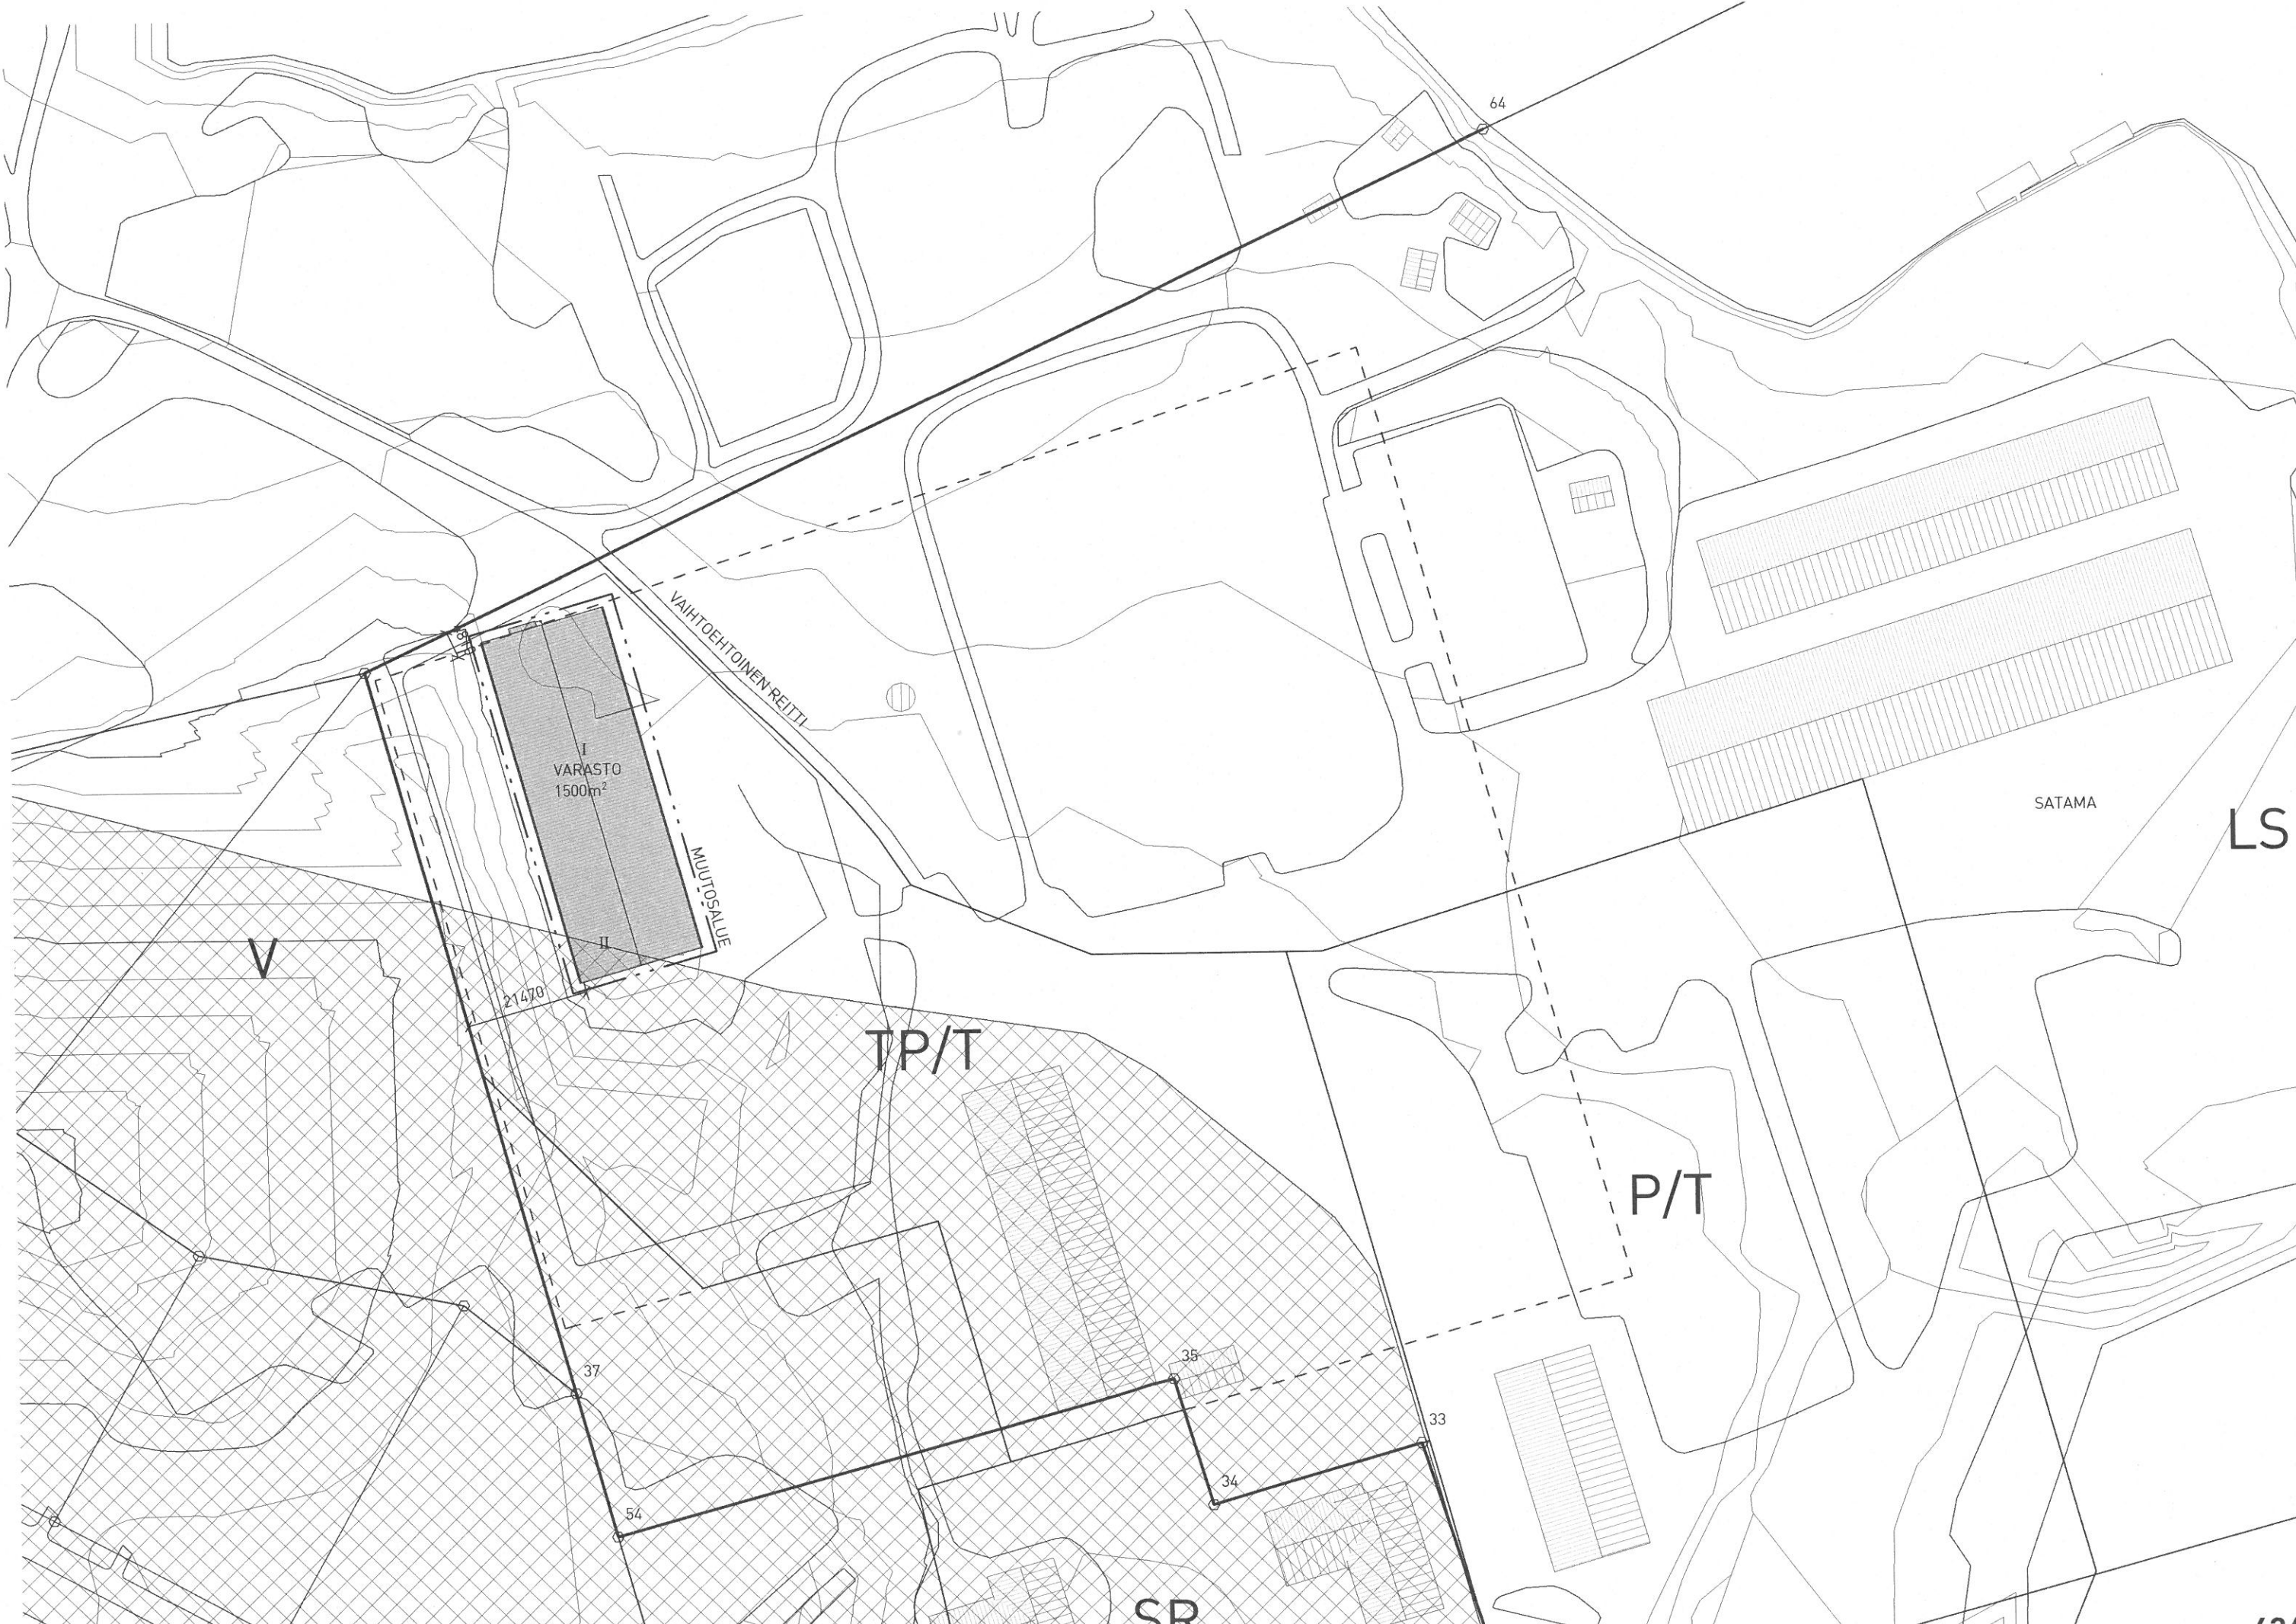 64
VAIHTOEHTOINEN REITTI
I
VARASTO
1500m²
SATAMA
LS
MUUTOSALUE
II
V
21470
TP/T
P/T
35
37
33
34
54
SR